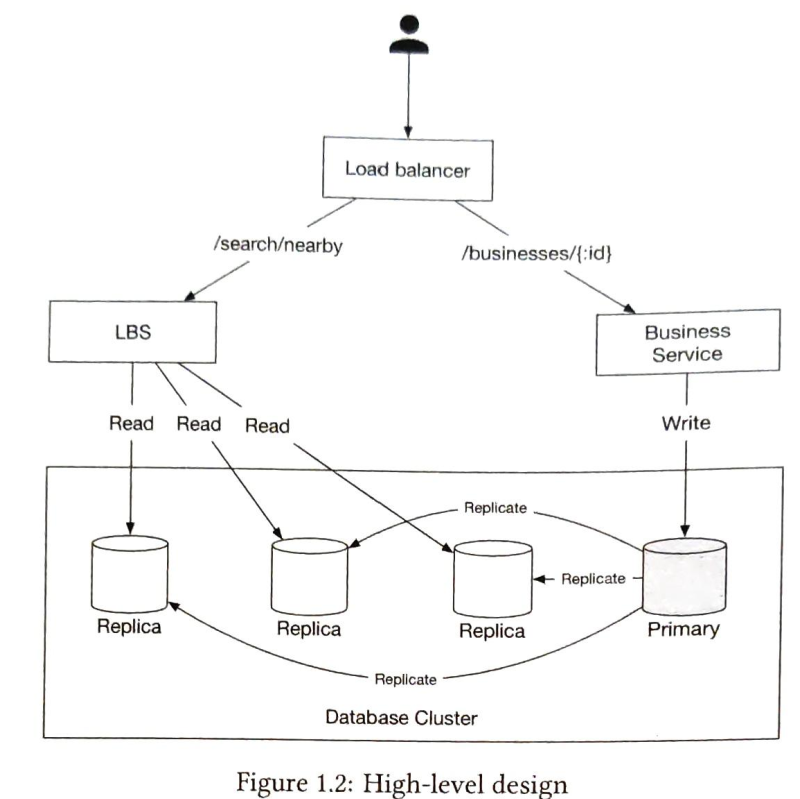 Load balancer
/search/nearby
/businesses/{:id}
LBS
Business
Service
Read
Read
Read
Write
Replicate
Replicate
Replica
Replica
Replica
Primary
Replicate
Database Cluster
Figure 1.2: High-level design